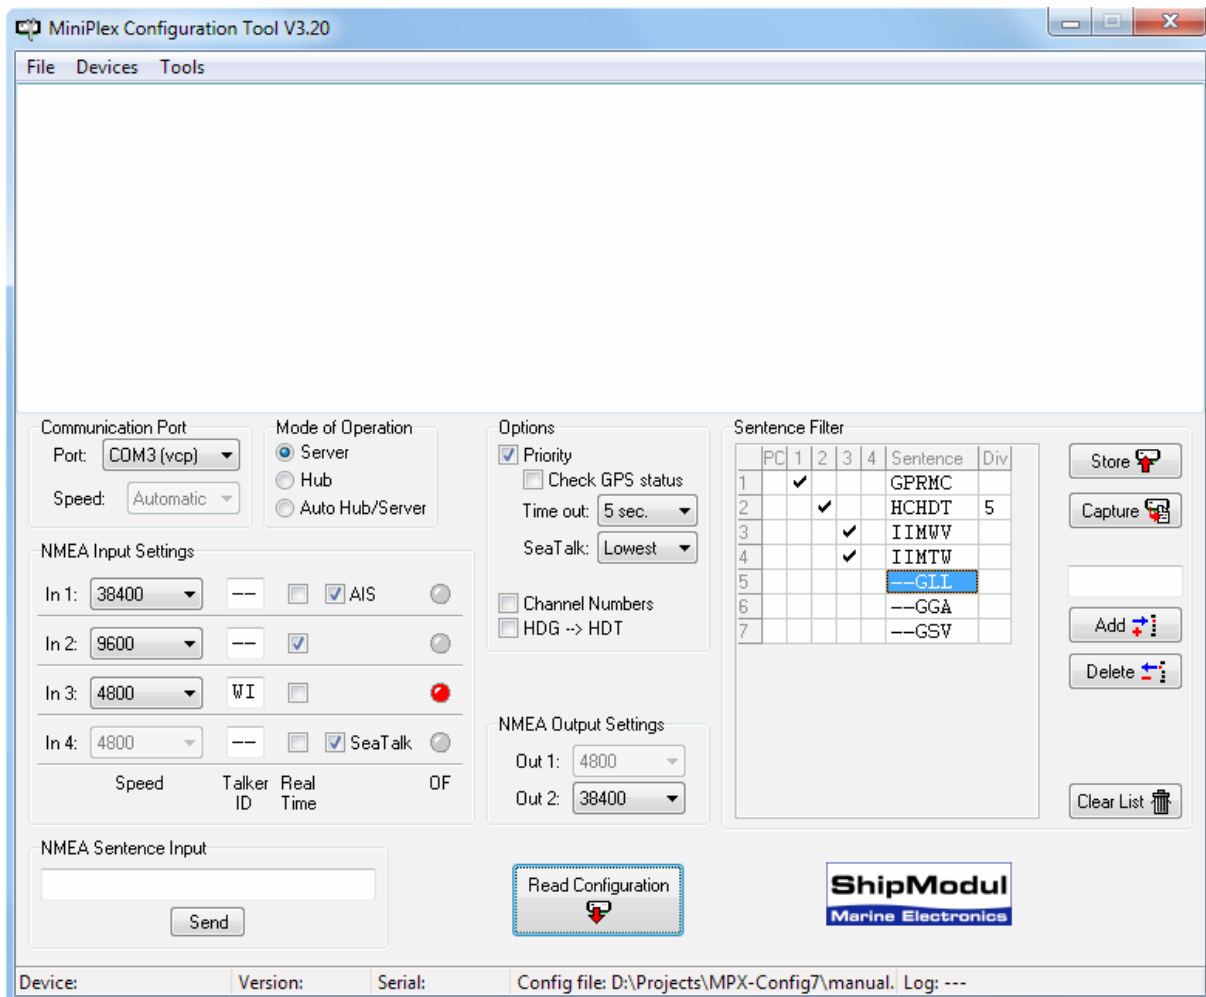 MiniPlex Configuration Tool V3.20
File Devices Tools
Communication Port
Port: COM3 (vcp)
Speed: Automatic
Mode of Operation
Server
Hub
Auto Hub/Server
NMEA Input Settings
In 1: 38400 -- AIS
In 2: 9600 --
In 3: 4800 WI
In 4: 4800 -- SeaTalk
Speed Talker ID Real Time OF
NMEA Sentence Input
Send
Options
Priority
Check GPS status
Time out: 5 sec.
SeaTalk: Lowest
Channel Numbers
HDG --> HDT
NMEA Output Settings
Out 1: 4800
Out 2: 38400
Read Configuration
Sentence Filter
PC 1 2 3 4 Sentence Div
1 GPRMC
2 HCHDT 5
3 IIMWV
4 IIMTW
5 --GLL
6 --GGA
7 --GSV
Store
Capture
Add
Delete
Clear List
ShipModul
Marine Electronics
Device: Version: Serial: Config file: D:\Projects\MPX-Config7\manual. Log: ---